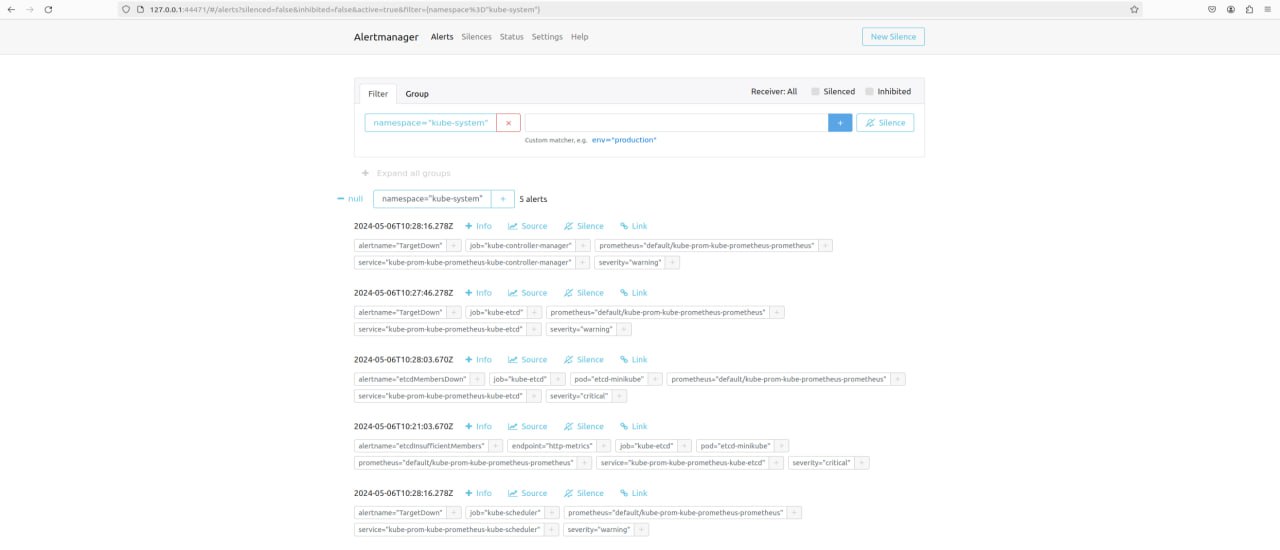 127.0.0.1:44471/#/alerts?silenced=false&inhibited=false&active=true&filter={namespace%3D"kube-system"}
Alertmanager Alerts Silences Status Settings Help New Silence
Filter Group Receiver: All Silenced Inhibited
namespace="kube-system" × + Silence
Custom matcher, e.g. env="production"
+ Expand all groups
− null namespace="kube-system" + 5 alerts
2024-05-06T10:28:16.278Z + Info Source Silence Link
alertname="TargetDown" + job="kube-controller-manager" + prometheus="default/kube-prom-kube-prometheus-prometheus" +
service="kube-prom-kube-prometheus-kube-controller-manager" + severity="warning" +
2024-05-06T10:27:46.278Z + Info Source Silence Link
alertname="TargetDown" + job="kube-etcd" + prometheus="default/kube-prom-kube-prometheus-prometheus" +
service="kube-prom-kube-prometheus-kube-etcd" + severity="warning" +
2024-05-06T10:28:03.670Z + Info Source Silence Link
alertname="etcdMembersDown" + job="kube-etcd" + pod="etcd-minikube" + prometheus="default/kube-prom-kube-prometheus-prometheus" +
service="kube-prom-kube-prometheus-kube-etcd" + severity="critical" +
2024-05-06T10:21:03.670Z + Info Source Silence Link
alertname="etcdInsufficientMembers" + endpoint="http-metrics" + job="kube-etcd" + pod="etcd-minikube" +
prometheus="default/kube-prom-kube-prometheus-prometheus" + service="kube-prom-kube-prometheus-kube-etcd" + severity="critical" +
2024-05-06T10:28:16.278Z + Info Source Silence Link
alertname="TargetDown" + job="kube-scheduler" + prometheus="default/kube-prom-kube-prometheus-prometheus" +
service="kube-prom-kube-prometheus-kube-scheduler" + severity="warning" +